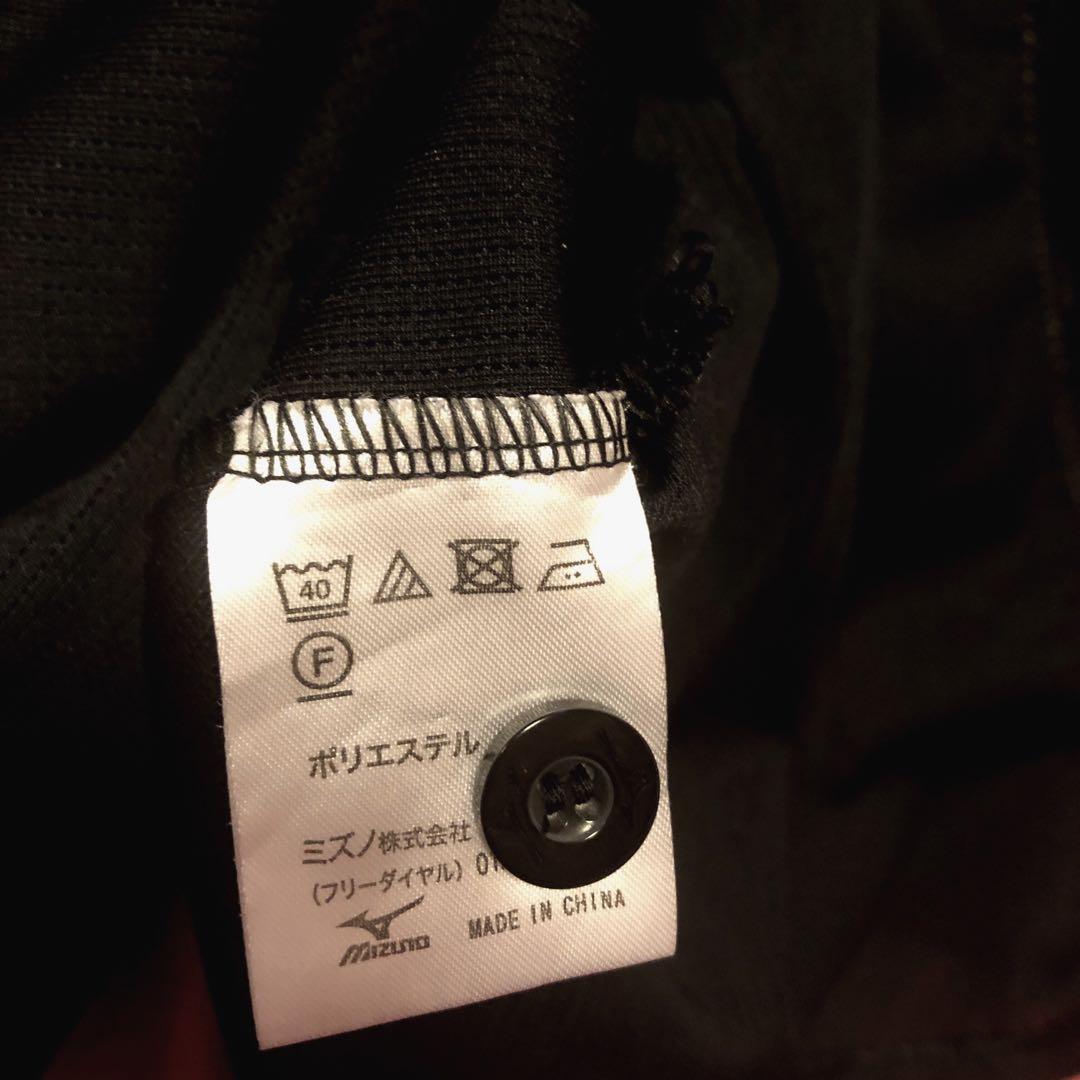 40
F
ポリエステル
ミズノ株式会社
(フリーダイヤル) 01
MIZUNO
MADE IN CHINA